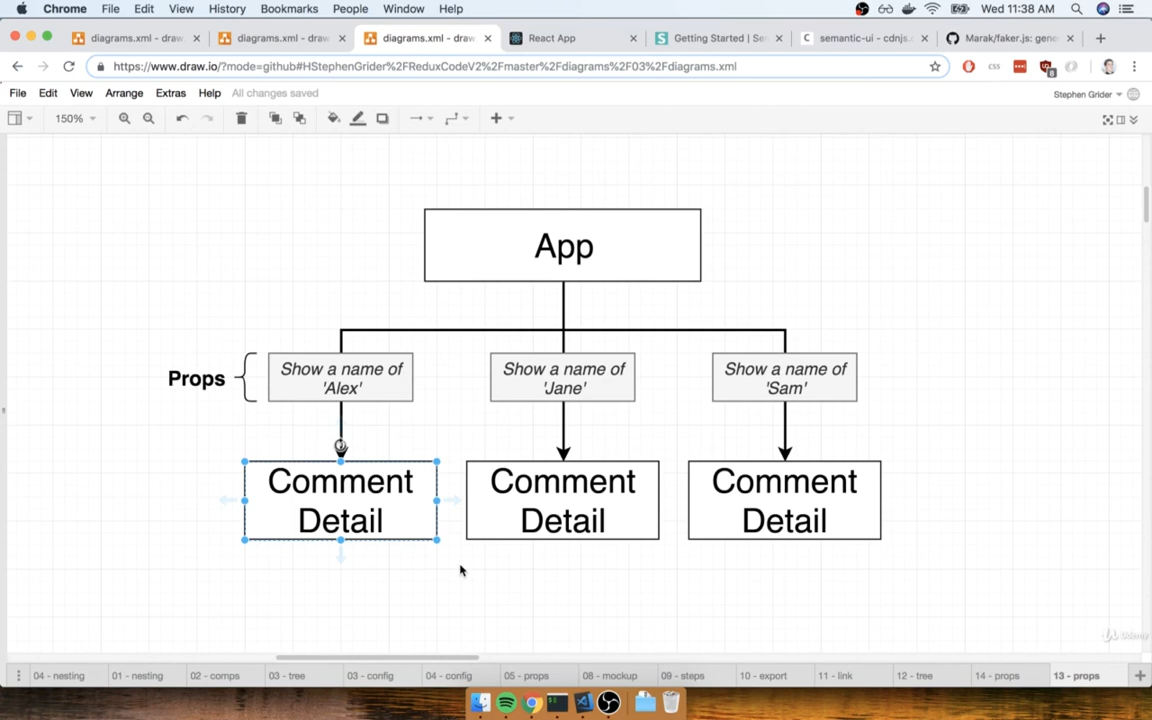 Chrome File Edit View History Bookmarks People Window Help Wed 11:38 AM
diagrams.xml - draw. diagrams.xml - draw. diagrams.xml - draw. React App Getting Started | Se diagrams semantic-ui - cdnjs. Marak/faker.js: gene
https://www.draw.io/?mode=github#HStephenGrider%2FReduxCodeV2%2Fmaster%2Fdiagrams%2F03%2Fdiagrams.xml
css 8
File Edit View Arrange Extras Help All changes saved Stephen Grider
150%
App
Props
Show a name of
'Alex'
Show a name of
'Jane'
Show a name of
'Sam'
Comment
Detail
Comment
Detail
Comment
Detail
Udemy
04 - nesting 01 - nesting 02 - comps 03 - tree 03 - config 04 - config 05 - props 08 - mockup 09 - steps 10 - export 11 - link 12 - tree 14 - props 13 - props